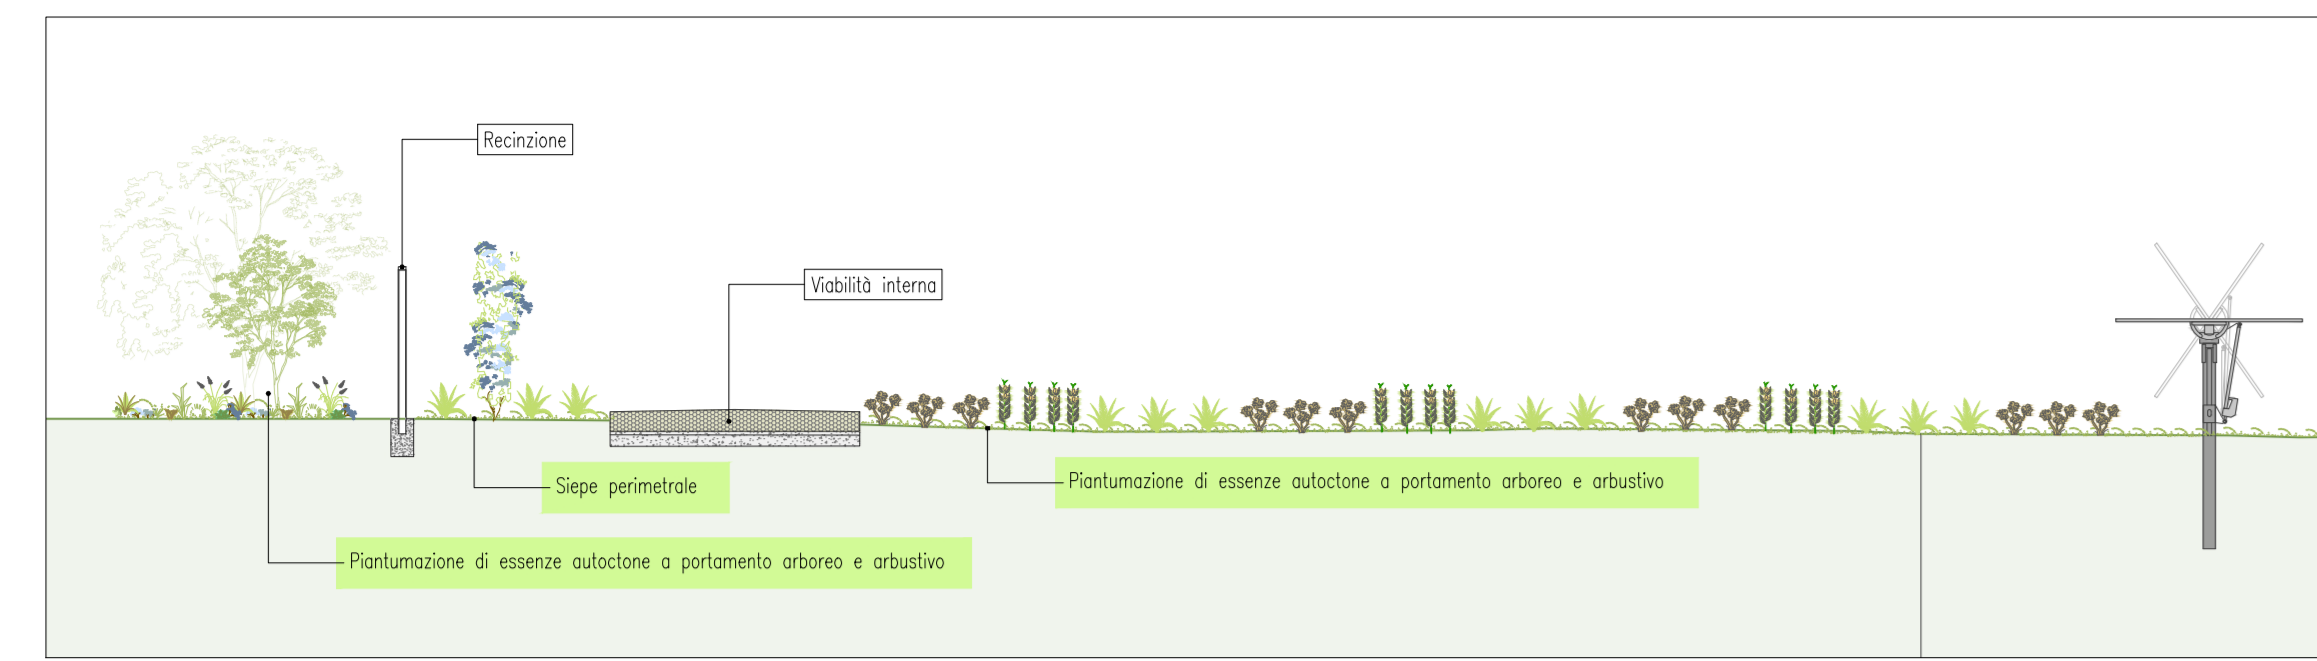 Recinzione
Viabilità interna
Siepe perimetrale
Piantumazione di essenze autoctone a portamento arboreo e arbustivo
Piantumazione di essenze autoctone a portamento arboreo e arbustivo